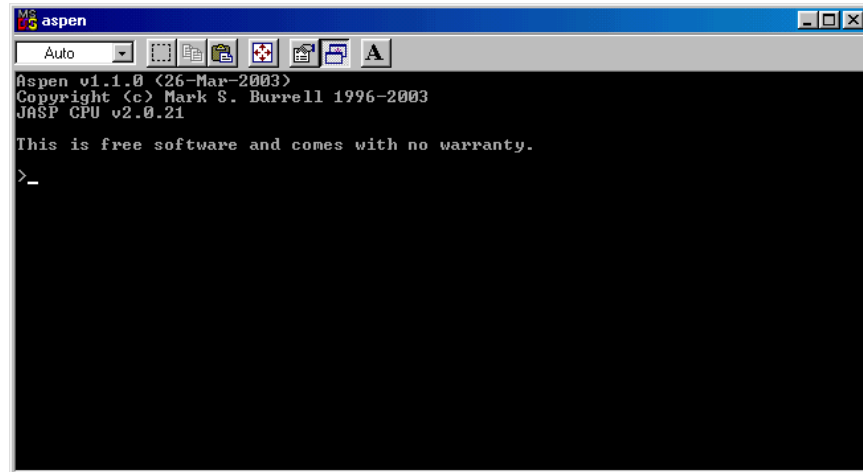 aspen
Auto
A
Aspen v1.1.0 (26-Mar-2003)
Copyright (c) Mark S. Burrell 1996-2003
JASP CPU v2.0.21
This is free software and comes with no warranty.
>_